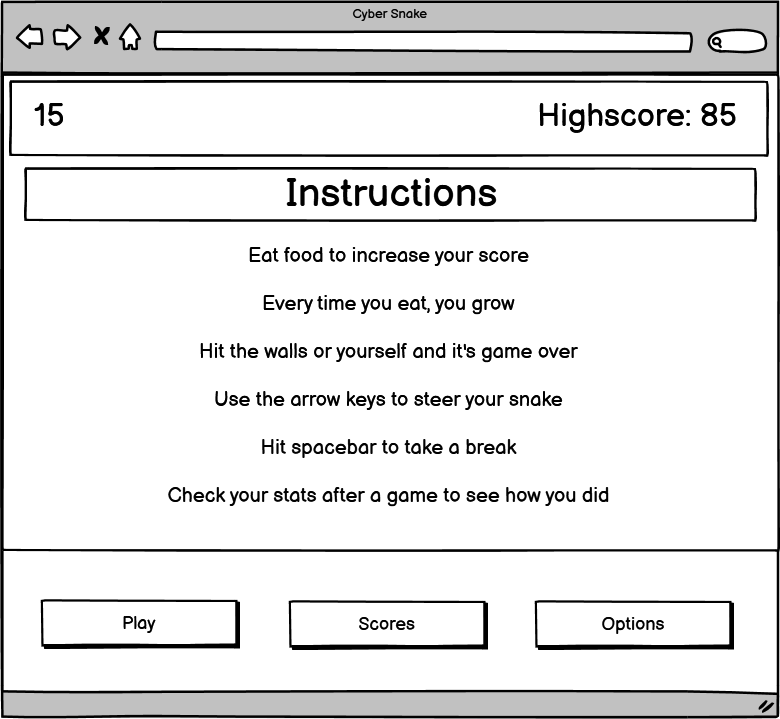 Cyber Snake
15
Highscore: 85
Instructions
Eat food to increase your score
Every time you eat, you grow
Hit the walls or yourself and it's game over
Use the arrow keys to steer your snake
Hit spacebar to take a break
Check your stats after a game to see how you did
Play
Scores
Options